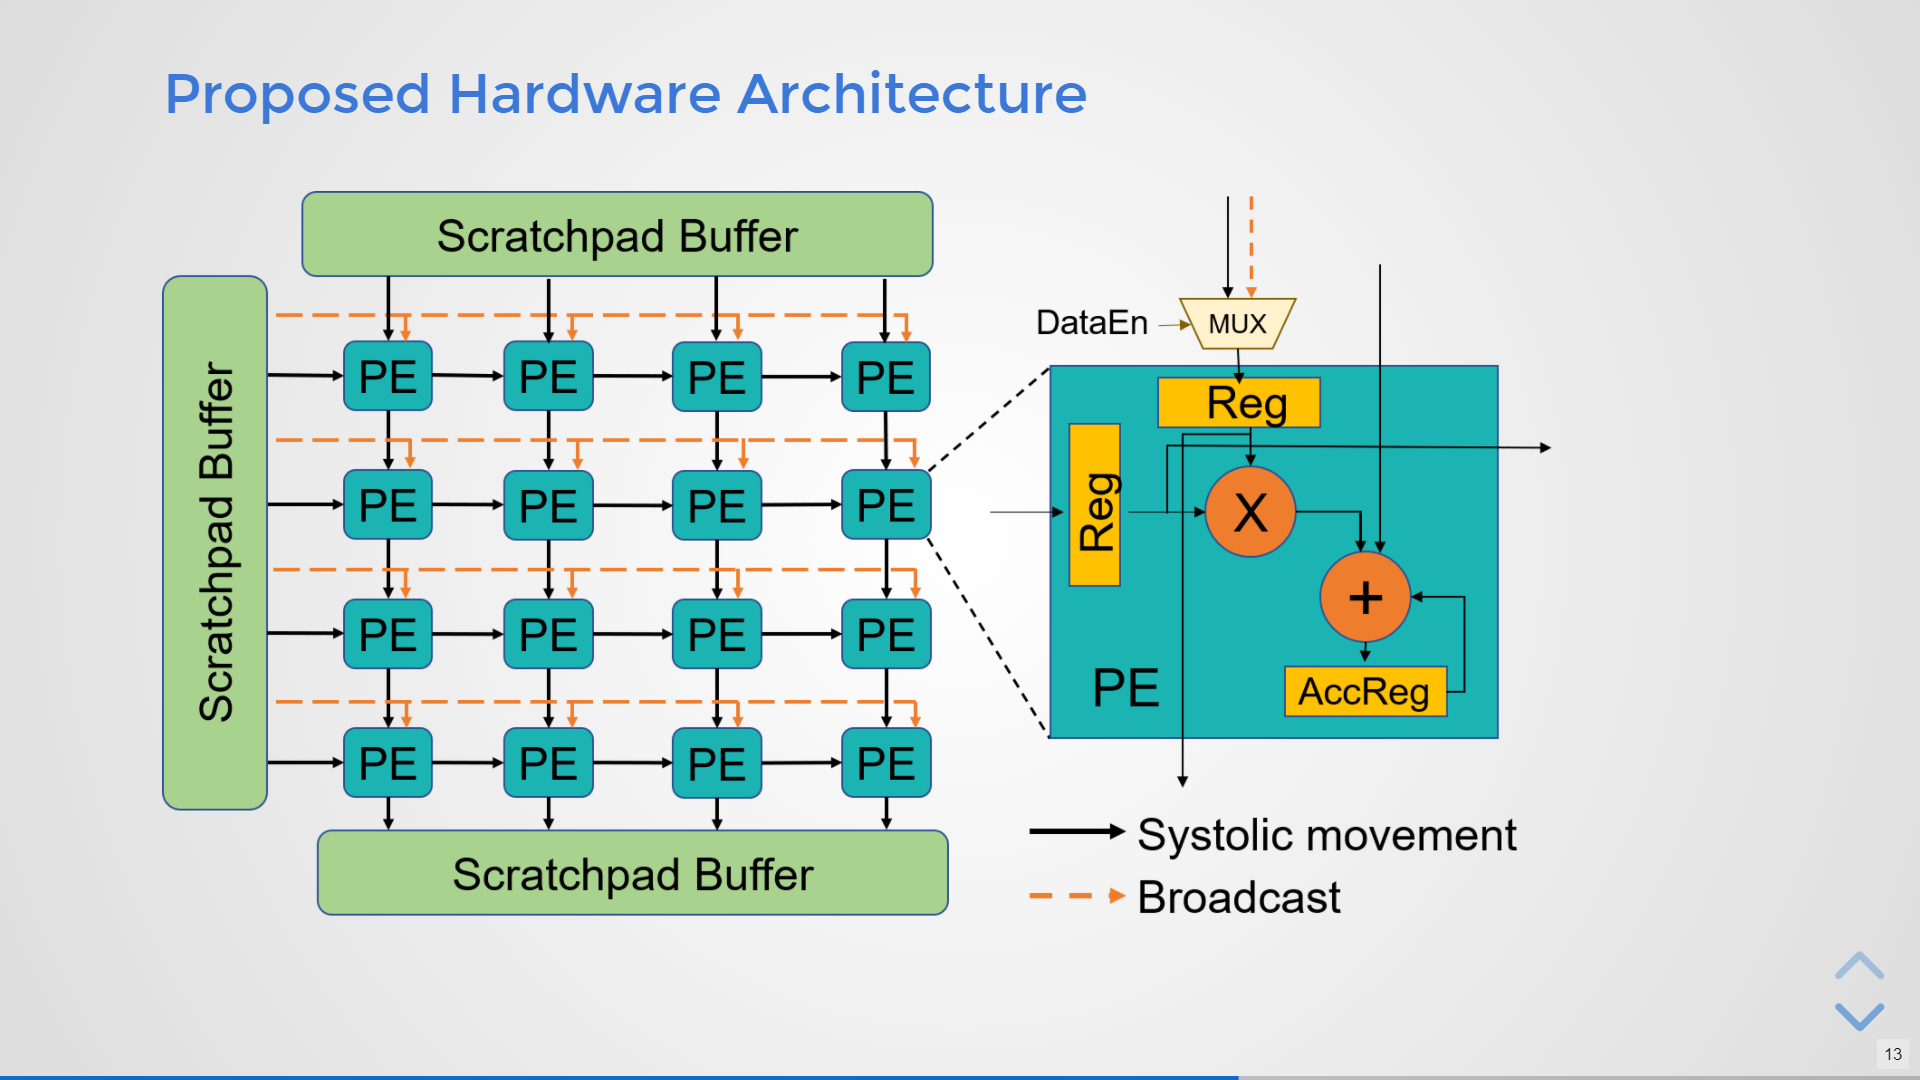 Proposed Hardware Architecture
Scratchpad Buffer
Scratchpad Buffer
PE PE PE PE
PE PE PE PE
PE PE PE PE
PE PE PE PE
Scratchpad Buffer
DataEn
MUX
Reg
Reg
X
+
AccReg
PE
Systolic movement
Broadcast
13